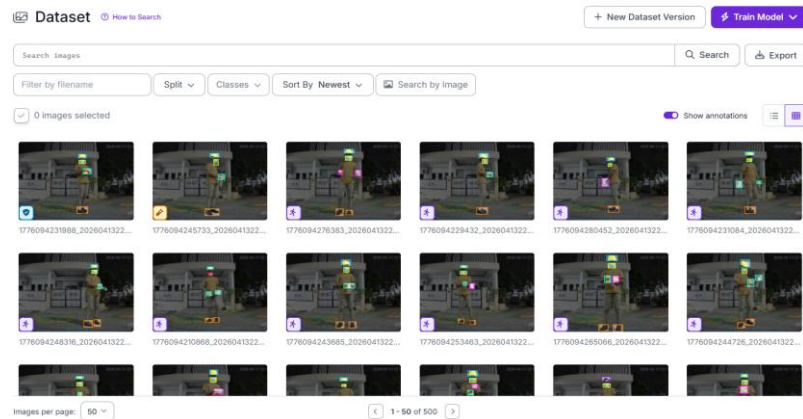 Dataset How to Search
+ New Dataset Version
Train Model
Search images
Search
Export
Filter by filename
Split
Classes
Sort By Newest
Search by Image
0 images selected
Show annotations
1776094231988_2026041322... 1776094245733_2026041322... 1776094276383_2026041322... 1776094229432_2026041322... 1776094280452_2026041322... 1776094231084_2026041322...
1776094248316_2026041322... 1776094210868_2026041322... 1776094243685_2026041322... 1776094253463_2026041322... 1776094265066_2026041322... 1776094244726_2026041322...
Images per page: 50
1 - 50 of 500